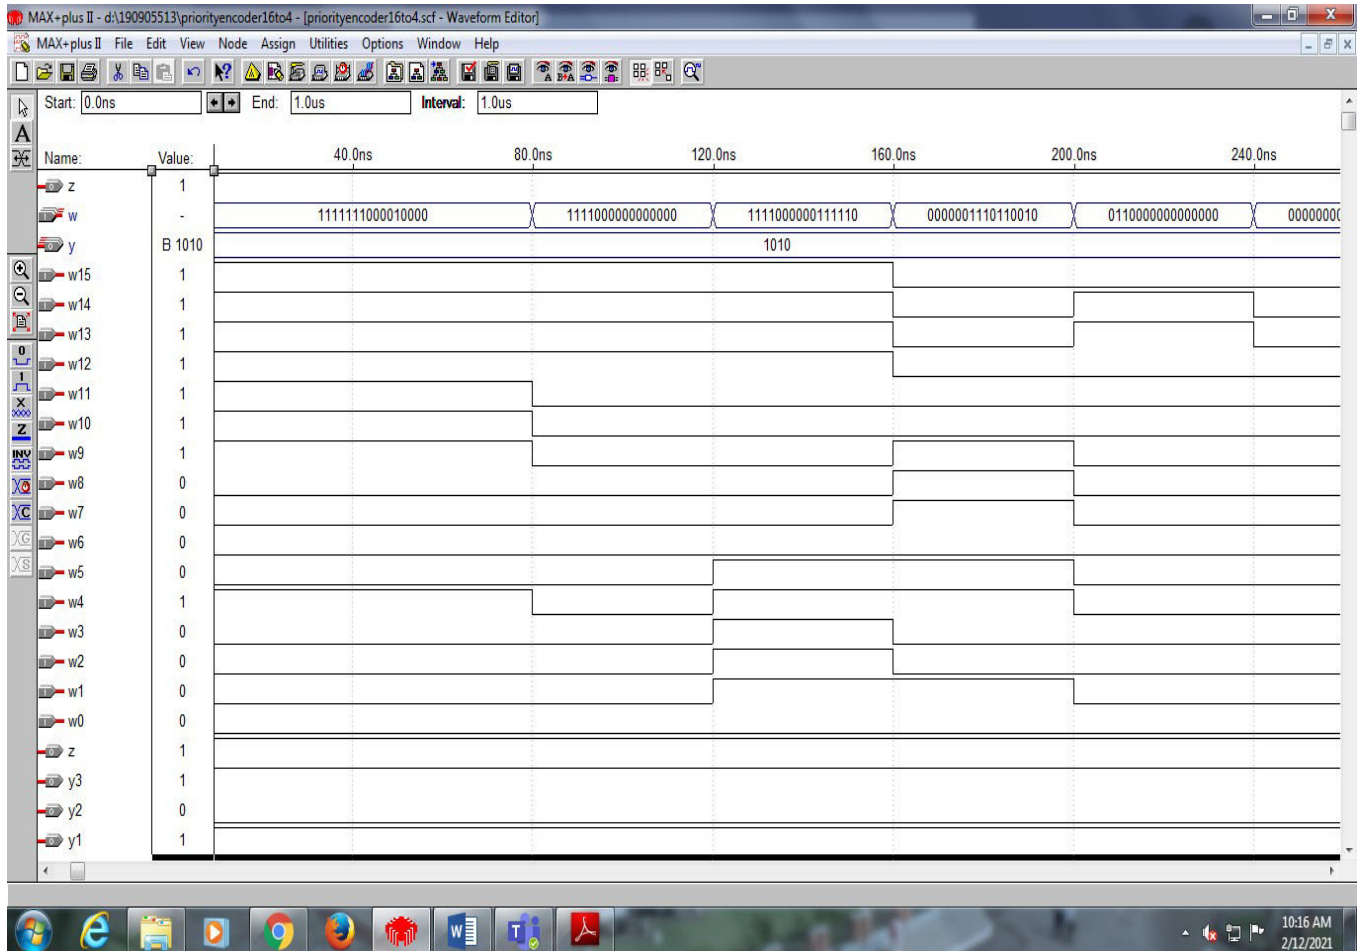 MAX+plus II - d:\190905513\priorityencoder16to4 - [priorityencoder16to4.scf - Waveform Editor]
MAX+plus II File Edit View Node Assign Utilities Options Window Help
Start: 0.0ns End: 1.0us Interval: 1.0us
Name: Value: 40.0ns 80.0ns 120.0ns 160.0ns 200.0ns 240.0ns
z 1
w - 1111111000010000 1111000000000000 1111000000111110 0000001110110010 0110000000000000 0000000
y B 1010 1010
w15 1
w14 1
w13 1
w12 1
w11 1
w10 1
w9 1
w8 0
w7 0
w6 0
w5 0
w4 1
w3 0
w2 0
w1 0
w0 0
z 1
y3 1
y2 0
y1 1
10:16 AM
2/12/2021